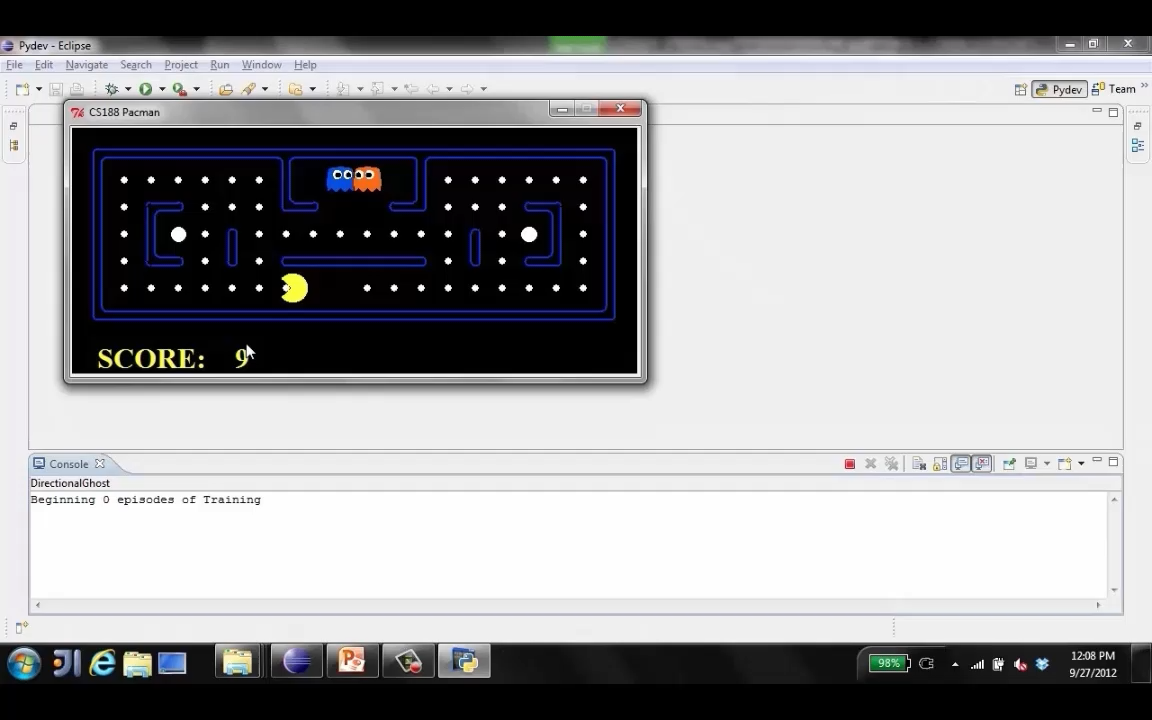 Pydev - Eclipse
File Edit Navigate Search Project Run Window Help
Pydev Team
CS188 Pacman
SCORE: 9
Console
DirectionalGhost
Beginning 0 episodes of Training
98%
12:08 PM
9/27/2012